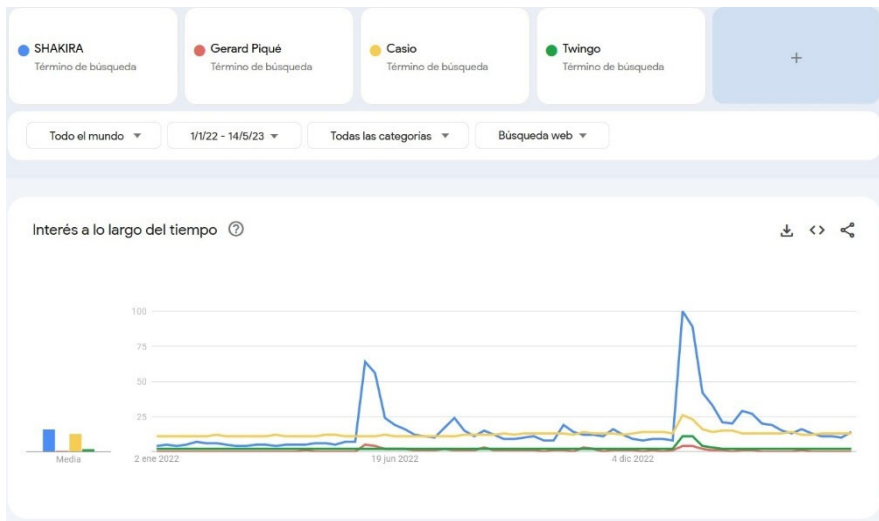 SHAKIRA
Término de búsqueda
Gerard Piqué
Término de búsqueda
Casio
Término de búsqueda
Twingo
Término de búsqueda
+
Todo el mundo
1/1/22 - 14/5/23
Todas las categorías
Búsqueda web
Interés a lo largo del tiempo
100
75
50
25
Media
2 ene 2022
19 jun 2022
4 dic 2022